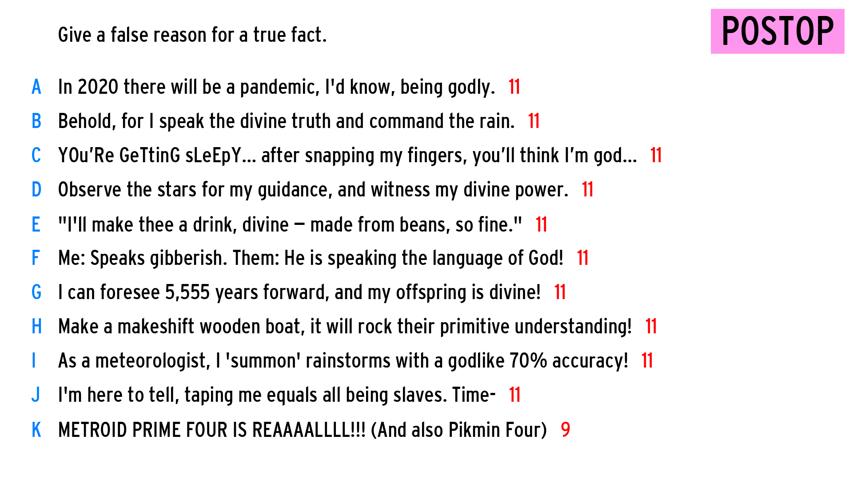 Give a false reason for a true fact.
POSTOP
A In 2020 there will be a pandemic, I'd know, being godly. 11
B Behold, for I speak the divine truth and command the rain. 11
C YOu’Re GeTtinG sLeEpY... after snapping my fingers, you’ll think I’m god... 11
D Observe the stars for my guidance, and witness my divine power. 11
E "I'll make thee a drink, divine – made from beans, so fine." 11
F Me: Speaks gibberish. Them: He is speaking the language of God! 11
G I can foresee 5,555 years forward, and my offspring is divine! 11
H Make a makeshift wooden boat, it will rock their primitive understanding! 11
I As a meteorologist, I 'summon' rainstorms with a godlike 70% accuracy! 11
J I'm here to tell, taping me equals all being slaves. Time- 11
K METROID PRIME FOUR IS REAAAALLLL!!! (And also Pikmin Four) 9